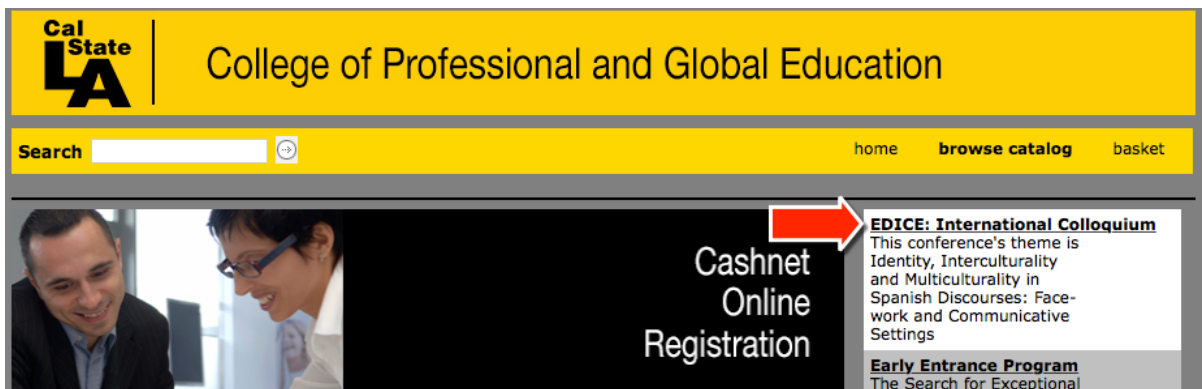 Cal
State
LA
College of Professional and Global Education
Search
home browse catalog basket
Cashnet
Online
Registration
EDICE: International Colloquium
This conference's theme is
Identity, Interculturality
and Multiculturality in
Spanish Discourses: Face-
work and Communicative
Settings
Early Entrance Program
The Search for Exceptional